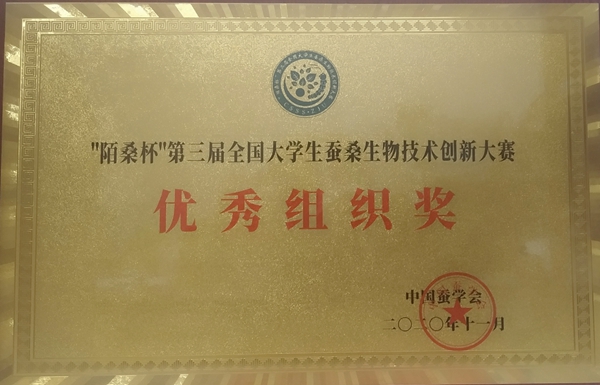 "陌桑杯"第三届全国大学生蚕桑生物技术创新大赛
优秀组织奖
中国蚕学会
二〇二〇年十一月